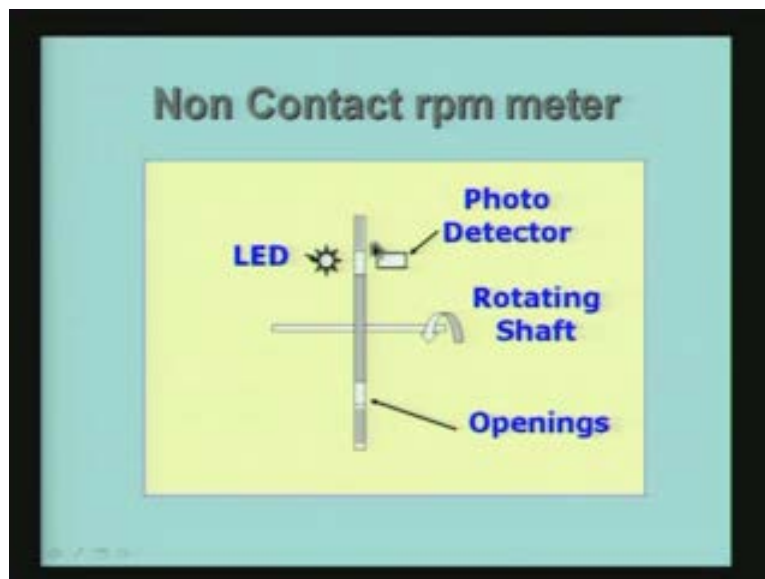 Non Contact rpm meter
Photo
Detector
LED
Rotating
Shaft
Openings